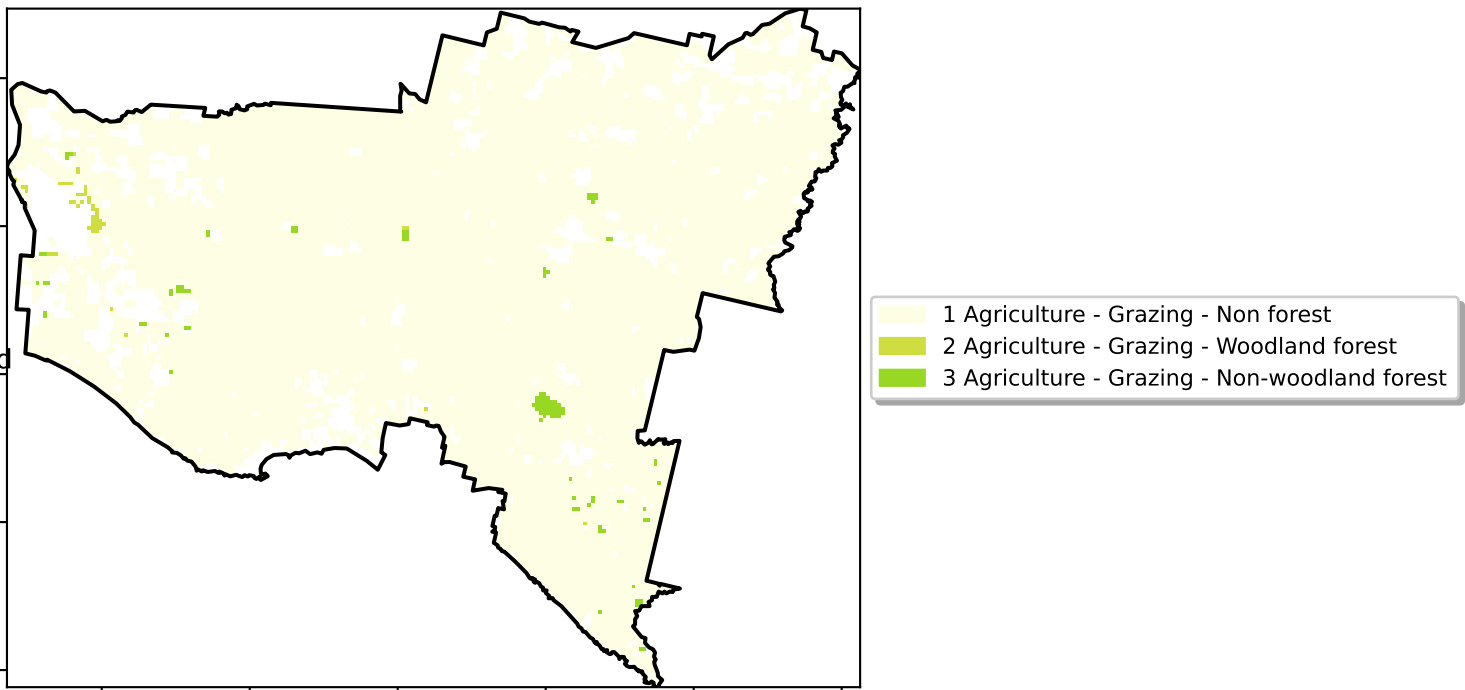 1 Agriculture - Grazing - Non forest
2 Agriculture - Grazing - Woodland forest
d
3 Agriculture - Grazing - Non-woodland forest